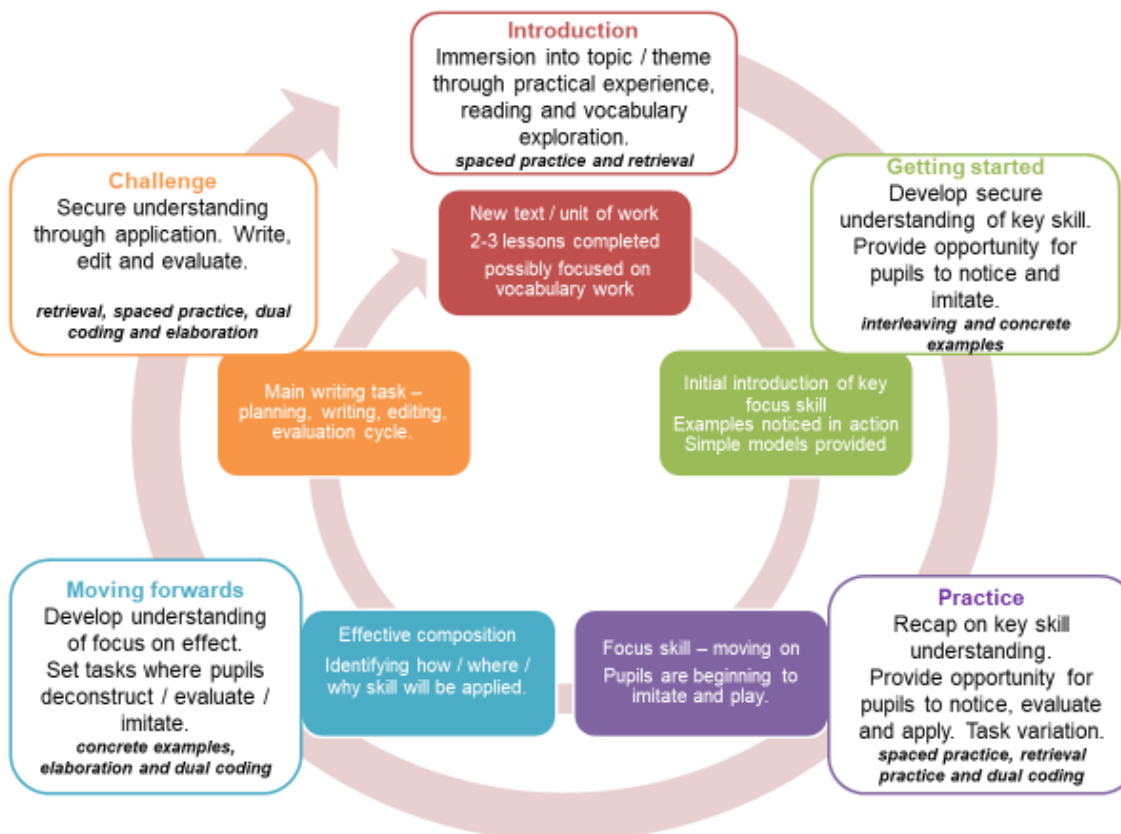 Introduction
Immersion into topic / theme
through practical experience,
reading and vocabulary
exploration.
spaced practice and retrieval
New text / unit of work
2-3 lessons completed
possibly focused on
vocabulary work
Getting started
Develop secure
understanding of key skill.
Provide opportunity for
pupils to notice and
imitate.
interleaving and concrete
examples
Initial introduction of key
focus skill
Examples noticed in action
Simple models provided
Practice
Recap on key skill
understanding.
Provide opportunity for
pupils to notice, evaluate
and apply. Task variation.
spaced practice, retrieval
practice and dual coding
Focus skill – moving on
Pupils are beginning to
imitate and play.
Moving forwards
Develop understanding
of focus on effect.
Set tasks where pupils
deconstruct / evaluate /
imitate.
concrete examples,
elaboration and dual coding
Effective composition
Identifying how / where /
why skill will be applied.
Challenge
Secure understanding
through application. Write,
edit and evaluate.
retrieval, spaced practice, dual
coding and elaboration
Main writing task –
planning, writing, editing,
evaluation cycle.